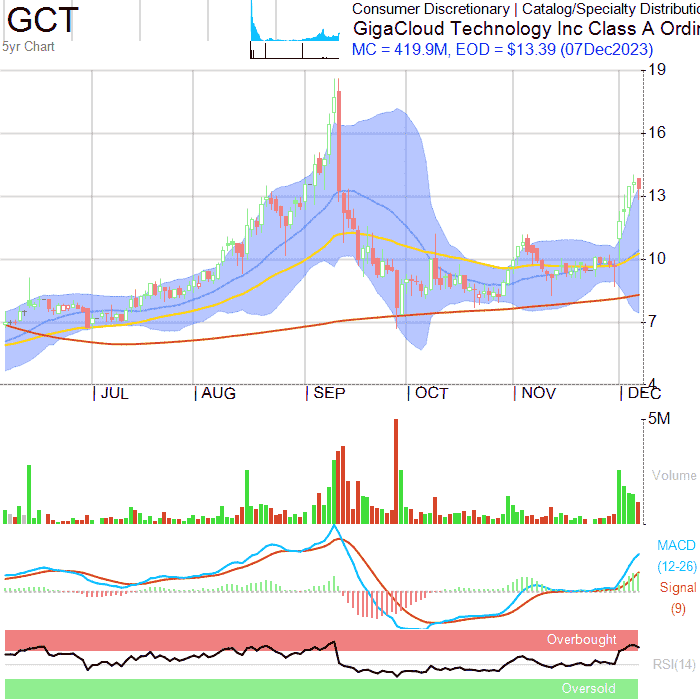 GCT
5yr Chart
Consumer Discretionary | Catalog/Specialty Distributio
GigaCloud Technology Inc Class A Ordin
MC = 419.9M, EOD = $13.39 (07Dec2023)
19
16
13
10
7
4
JUL AUG SEP OCT NOV DEC
5M
Volume
MACD
(12-26)
Signal
(9)
Overbought
RSI(14)
Oversold